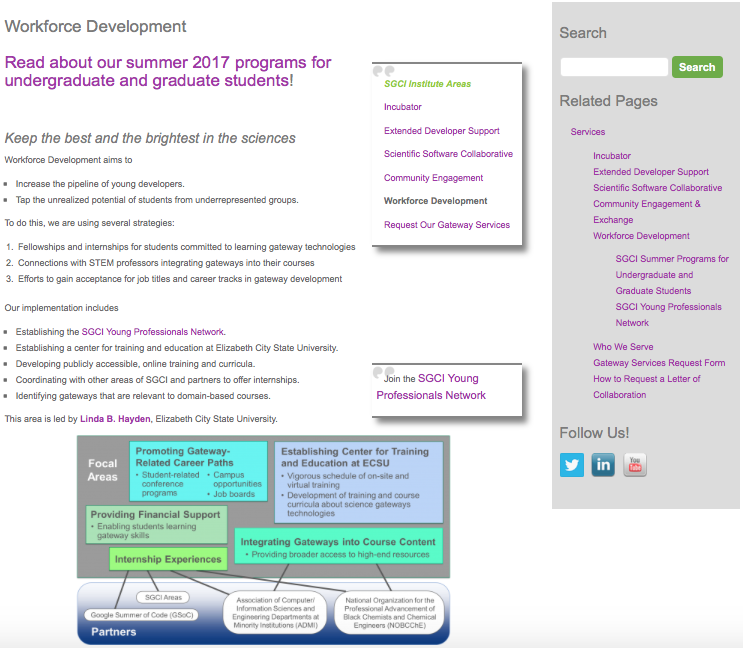 Workforce Development
Read about our summer 2017 programs for
undergraduate and graduate students!
Keep the best and the brightest in the sciences
Workforce Development aims to
Increase the pipeline of young developers.
Tap the unrealized potential of students from underrepresented groups.
To do this, we are using several strategies:
1. Fellowships and internships for students committed to learning gateway technologies
2. Connections with STEM professors integrating gateways into their courses
3. Efforts to gain acceptance for job titles and career tracks in gateway development
Our implementation includes
Establishing the SGCI Young Professionals Network.
Establishing a center for training and education at Elizabeth City State University.
Developing publicly accessible, online training and curricula.
Coordinating with other areas of SGCI and partners to offer internships.
Identifying gateways that are relevant to domain-based courses.
This area is led by Linda B. Hayden, Elizabeth City State University.
SGCI Institute Areas
Incubator
Extended Developer Support
Scientific Software Collaborative
Community Engagement
Workforce Development
Request Our Gateway Services
Join the SGCI Young
Professionals Network
Focal
Areas
Promoting Gateway-
Related Career Paths
• Student-related
conference
programs
• Campus
opportunities
• Job boards
Establishing Center for Training
and Education at ECSU
• Vigorous schedule of on-site and
virtual training
• Development of training and course
curricula about science gateways
technologies
Providing Financial Support
• Enabling students learning
gateway skills
Integrating Gateways into Course Content
• Providing broader access to high-end resources
Internship Experiences
SGCI Areas
Google Summer of Code (GSoC)
Association of Computer/
Information Sciences and
Engineering Departments at
Minority Institutions (ADMI)
National Organization for the
Professional Advancement of
Black Chemists and Chemical
Engineers (NOBCChE)
Partners
Search
Search
Related Pages
Services
Incubator
Extended Developer Support
Scientific Software Collaborative
Community Engagement &
Exchange
Workforce Development
SGCI Summer Programs for
Undergraduate and
Graduate Students
SGCI Young Professionals
Network
Who We Serve
Gateway Services Request Form
How to Request a Letter of
Collaboration
Follow Us!
in
You
Tube